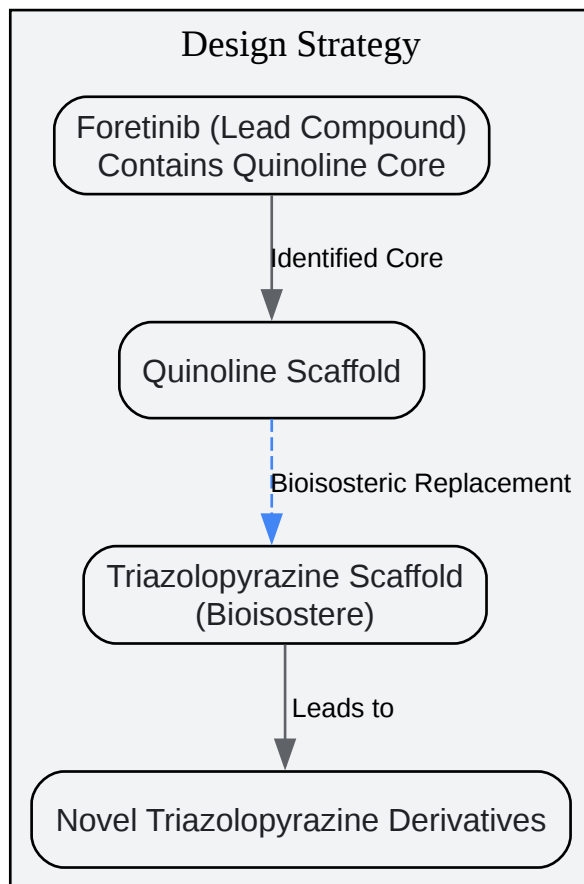 Design Strategy
Foretinib (Lead Compound)
Contains Quinoline Core
Identified Core
Quinoline Scaffold
Bioisosteric Replacement
Triazolopyrazine Scaffold
(Bioisostere)
Leads to
Novel Triazolopyrazine Derivatives